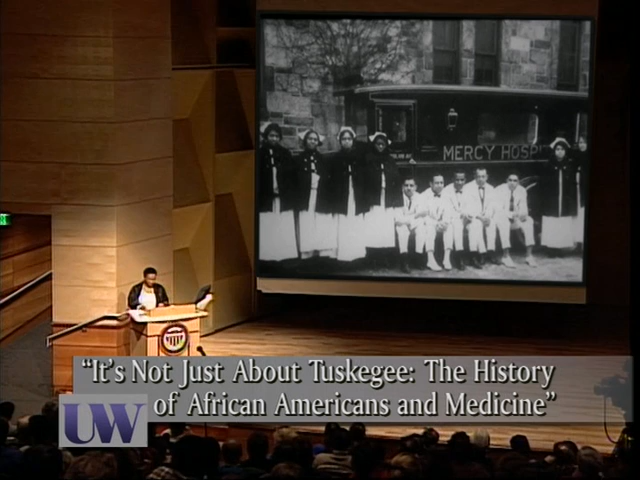 MERCY HOSP
“It’s Not Just About Tuskegee: The History
of African Americans and Medicine”
UW